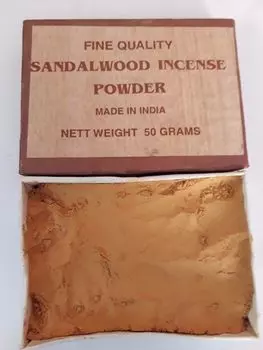 FINE QUALITY
SANDALWOOD INCENSE
POWDER
MADE IN INDIA
NETT WEIGHT 50 GRAMS